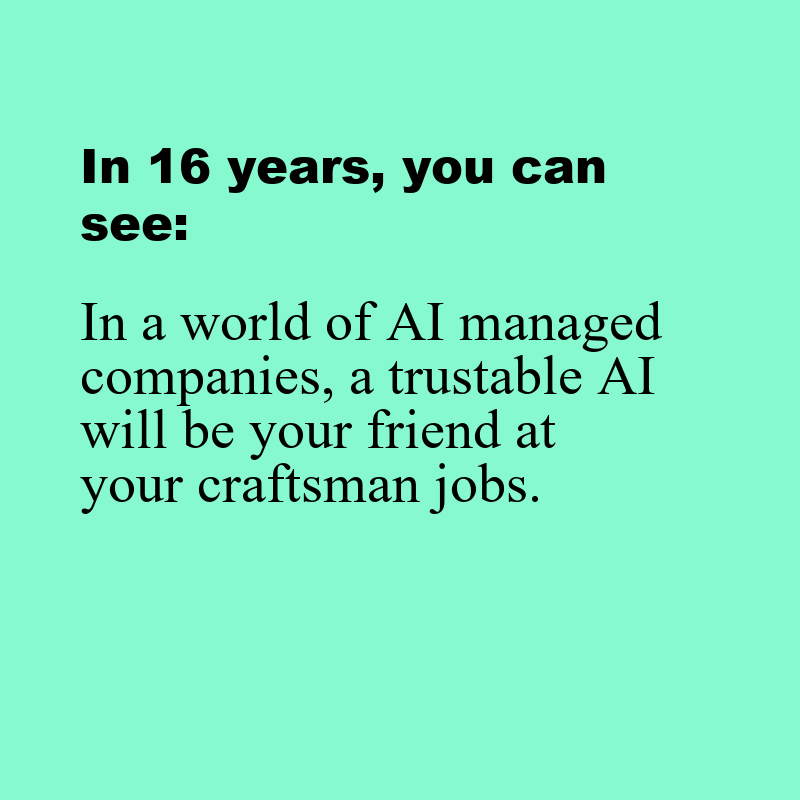 In 16 years, you can
see:
In a world of AI managed
companies, a trustable AI
will be your friend at
your craftsman jobs.